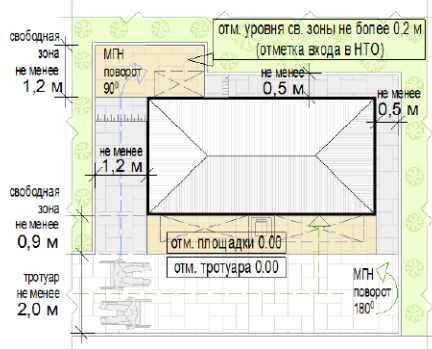 отм. уровня св. зоны не более 0,2 м
(отметка входа в НТО)
свободная
зона
не менее
1,2 м
МГН
поворот
90⁰
не менее
0,5 м
не менее
0,5 м
не менее
1,2 м
свободная
зона
не менее
0,9 м
отм. площадки 0.00
отм. тротуара 0.00
тротуар
не менее
2,0 м
МГН
поворот
180⁰